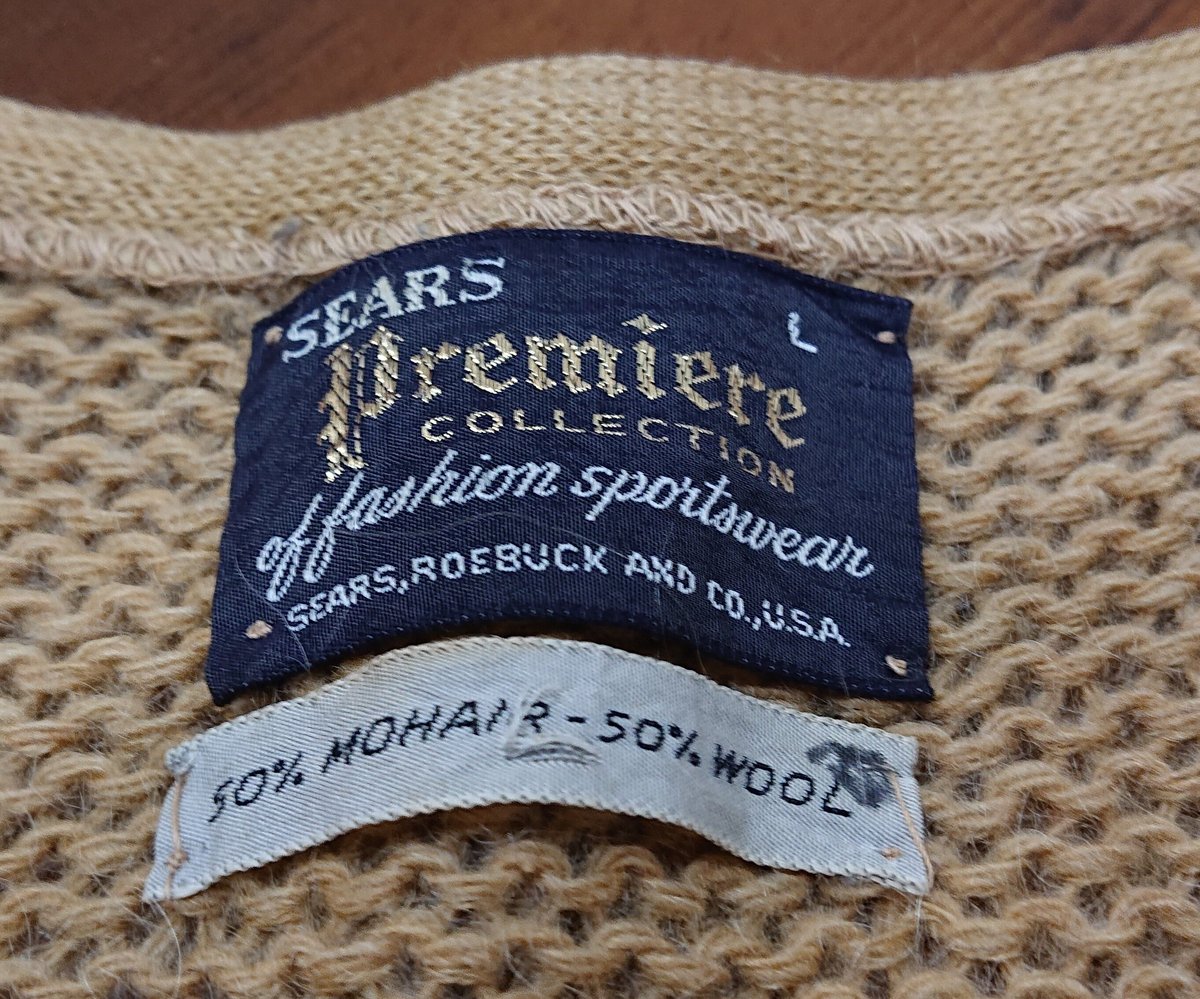 SEARS
L
Premiere
COLLECTION
of fashion sportswear
SEARS, ROEBUCK AND CO., U.S.A.
50% MOHAIR - 50% WOOL